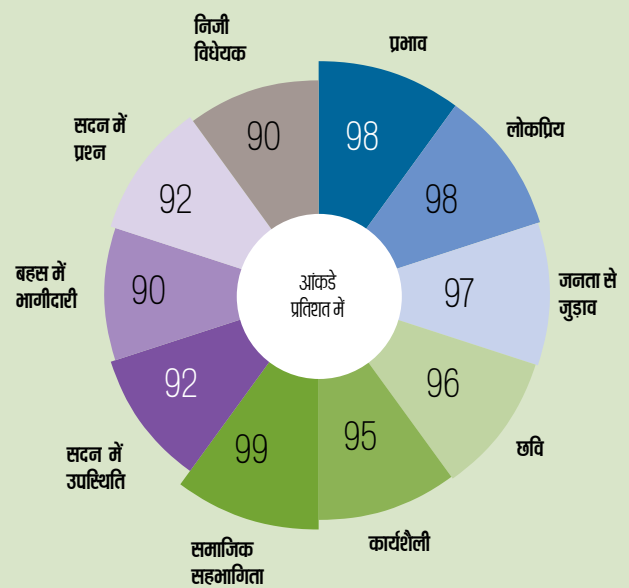 प्रभाव
98
लोकप्रिय
98
जनता से
जुड़ाव
97
छवि
96
कार्यशैली
95
समाजिक
सहभागिता
99
सदन में
उपस्थिति
92
बहस में
भागीदारी
90
सदन में
प्रश्न
92
निजी
विधेयक
90
आंकडे
प्रतिशत में